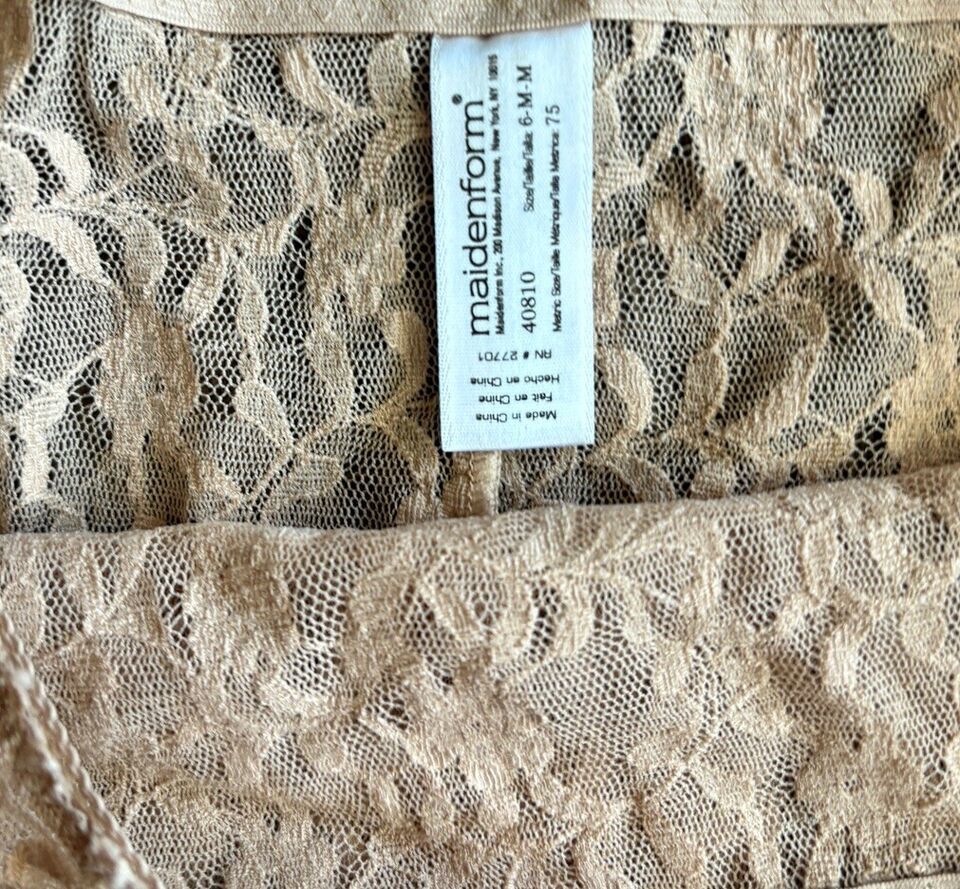 maidenform®
Maidenform Inc., 200 Madison Avenue, New York, NY 10016
40810 Size/Taille/Talla: 6-M-M
Metric Size/Taille Métrique/Talla Métrica: 75
RN # 27701
Hecho en China
Fait en Chine
Made in China